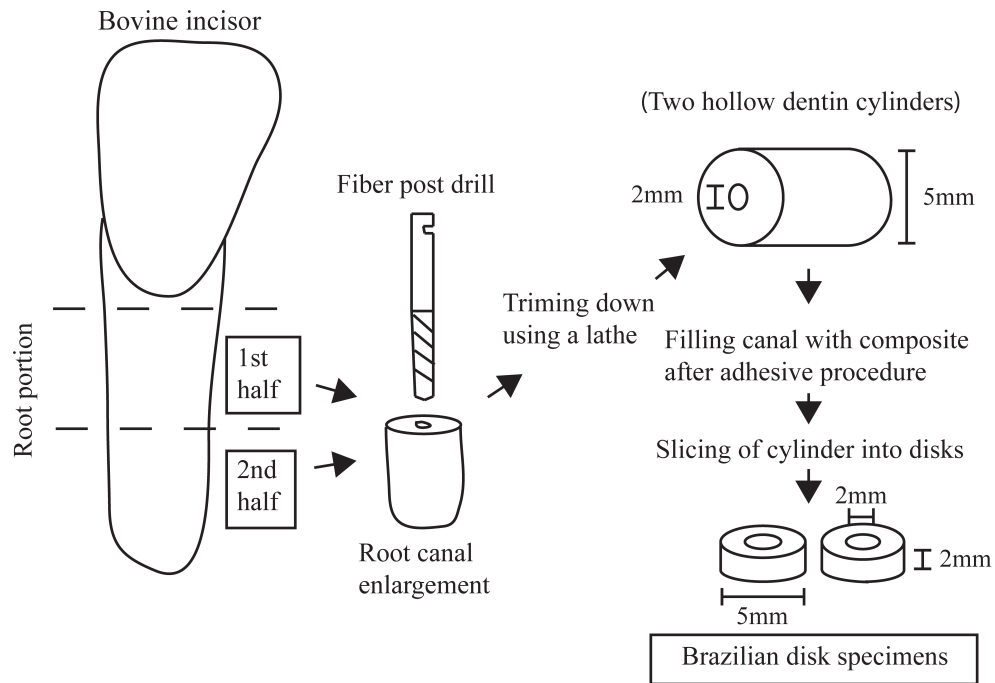 Bovine incisor
Root portion
1st
half
2nd
half
Fiber post drill
Root canal
enlargement
Triming down
using a lathe
(Two hollow dentin cylinders)
2mm
5mm
Filling canal with composite
after adhesive procedure
Slicing of cylinder into disks
2mm
2mm
5mm
Brazilian disk specimens